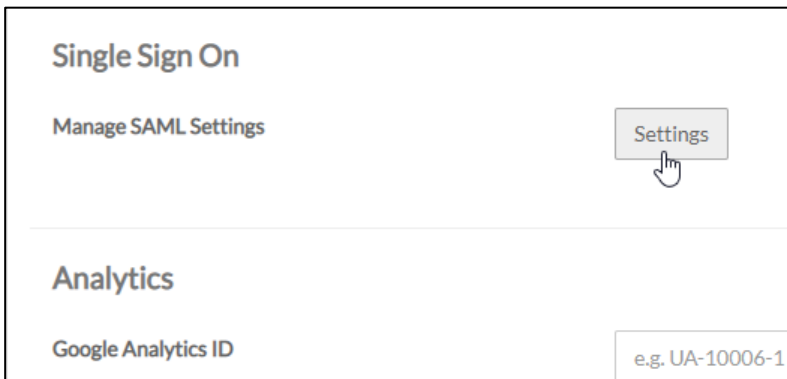 Single Sign On
Manage SAML Settings
Settings
Analytics
Google Analytics ID
e.g. UA-10006-1